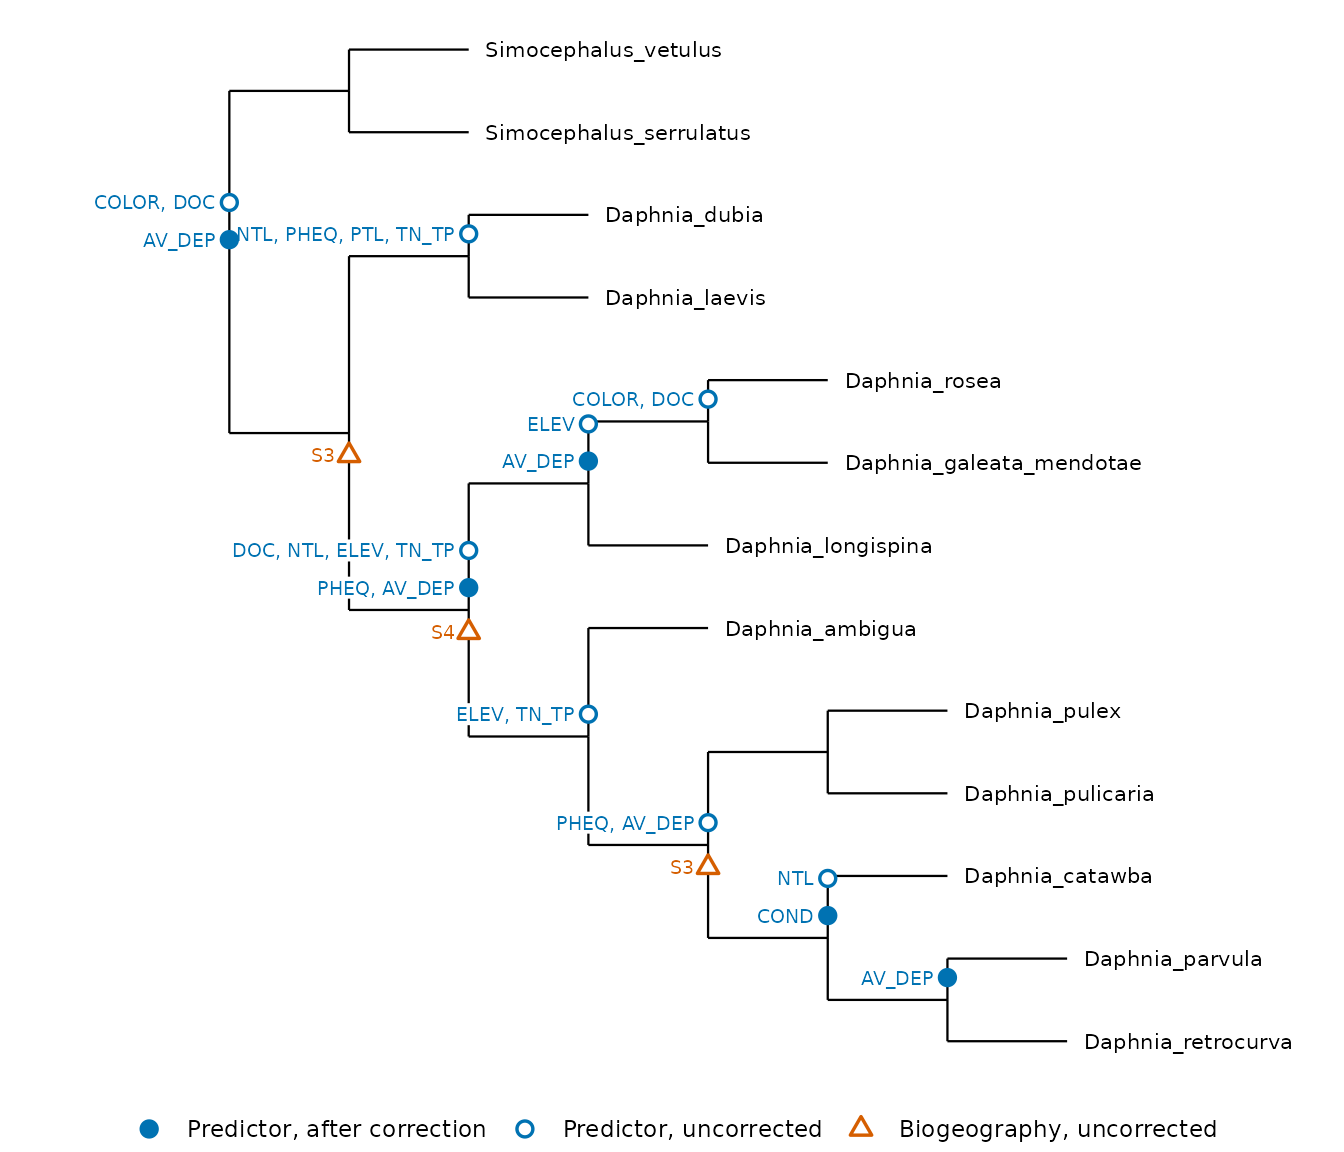 Simocephalus_vetulus
Simocephalus_serrulatus
COLOR, DOC
Daphnia_dubia
AV_DEP
NTL, PHEQ, PTL, TN_TP
Daphnia_laevis
Daphnia_rosea
COLOR, DOC
ELEV
S3
AV_DEP
Daphnia_galeata_mendotae
Daphnia_longispina
DOC, NTL, ELEV, TN_TP
PHEQ, AV_DEP
S4
Daphnia_ambigua
Daphnia_pulex
ELEV, TN_TP
Daphnia_pulicaria
PHEQ, AV_DEP
S3
Daphnia_catawba
NTL
COND
Daphnia_parvula
AV_DEP
Daphnia_retrocurva
Predictor, after correction
Predictor, uncorrected
Biogeography, uncorrected